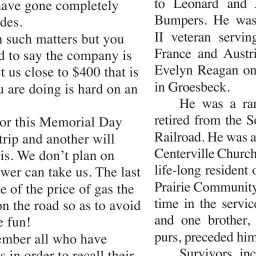 have gone completely
des.
such matters but you
d to say the company is
t us close to $400 that is
u are doing is hard on an
or this Memorial Day
trip and another will
is. We don't plan on
wer can take us. The last
e of the price of gas the
on the road so as to avoid
e fun!
ember all who have
s in order to recall their
to Leonard and
Bumpers. He was
II veteran serving
France and Austri
Evelyn Reagan on
in Groesbeck.
He was a ran
retired from the So
Railroad. He was a
Centerville Church
life-long resident o
Prairie Community
time in the service
and one brother,
purs, preceded him
Survivors inc